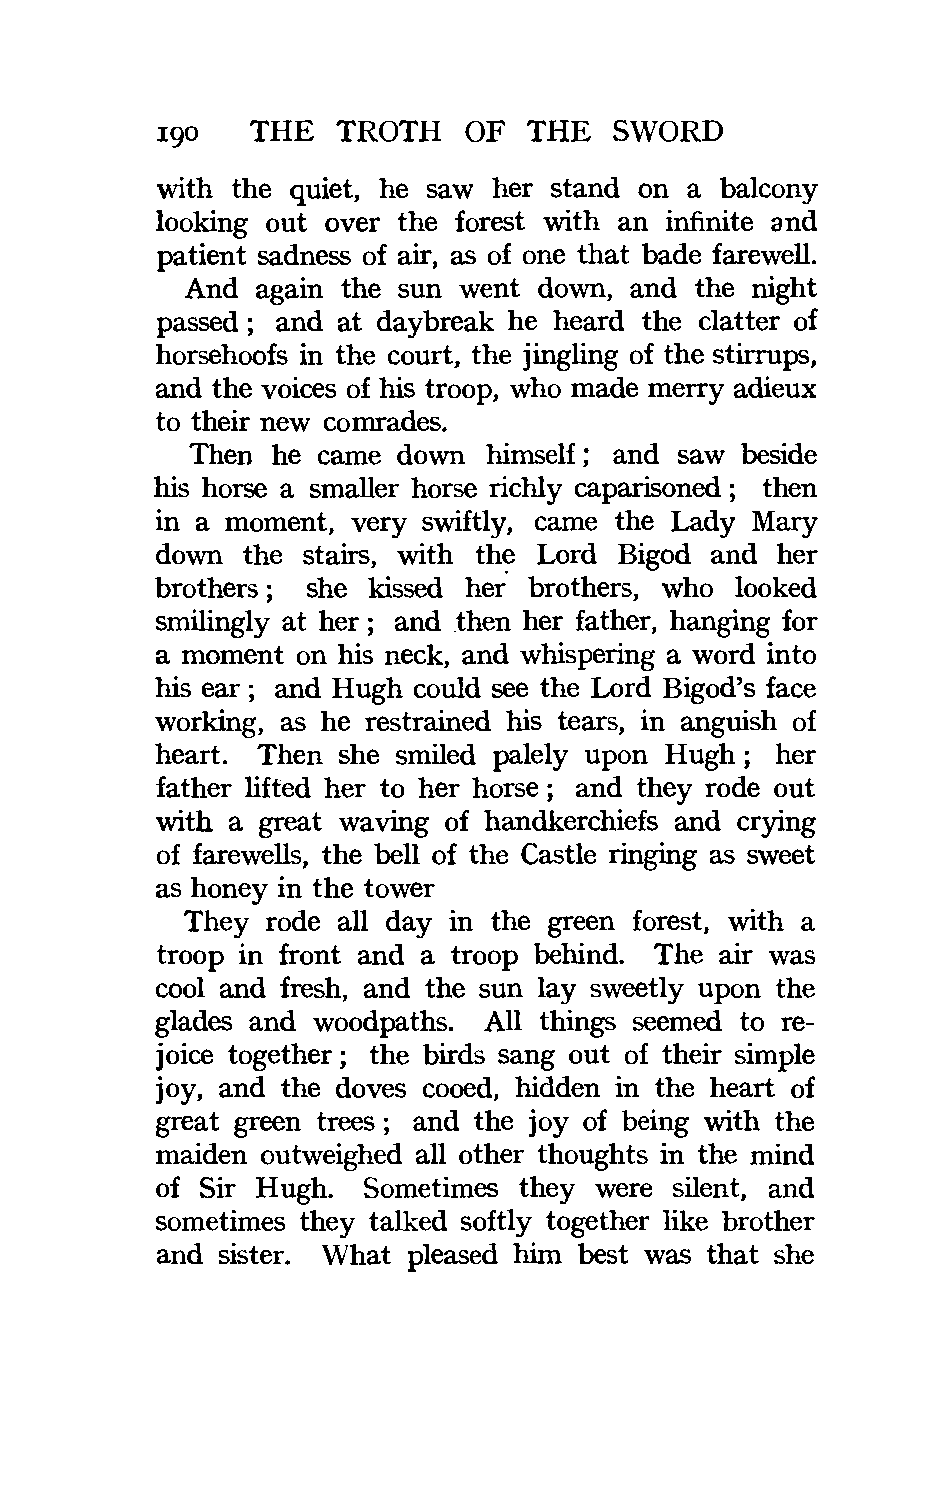 190 THE TROTH OF THE SWORD
with the quiet, he saw her stand on a balcony
looking out over the forest with an infinite and
patient sadness of air, as of one that bade farewell.
And again the sun went down, and the night
passed ; and at daybreak he heard the clatter of
horsehoofs in the court, the jingling of the stirrups,
and the voices of his troop, who made merry adieux
to their new comrades.
Then he came down himself ; and saw beside
his horse a smaller horse richly caparisoned ; then
in a moment, very swiftly, came the Lady Mary
down the stairs, with the Lord Bigod and her
brothers ; she kissed her brothers, who looked
smilingly at her ; and then her father, hanging for
a moment on his neck, and whispering a word into
his ear ; and Hugh could see the Lord Bigod's face
working, as he restrained his tears, in anguish of
heart. Then she smiled palely upon Hugh ; her
father lifted her to her horse ; and they rode out
with a great waving of handkerchiefs and crying
of farewells, the bell of the Castle ringing as sweet
as honey in the tower
They rode all day in the green forest, with a
troop in front and a troop behind. The air was
cool and fresh, and the sun lay sweetly upon the
glades and woodpaths. All things seemed to re-
joice together ; the birds sang out of their simple
joy, and the doves cooed, hidden in the heart of
great green trees ; and the joy of being with the
maiden outweighed all other thoughts in the mind
of Sir Hugh. Sometimes they were silent, and
sometimes they talked softly together like brother
and sister. What pleased him best was that she